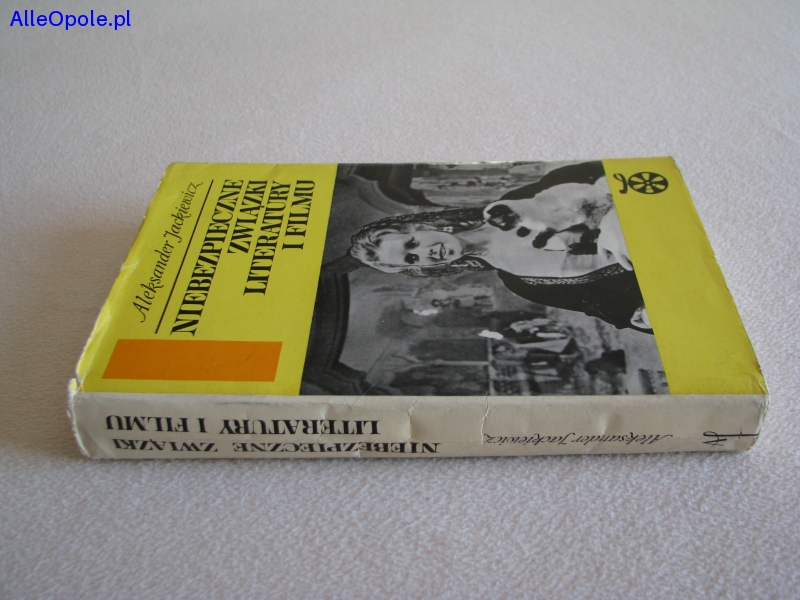 AlleOpole.pl
Aleksander Jackiewicz
NIEBEZPIECZNE
ZWIĄZKI
LITERATURY
I FILMU
NIEBEZPIECZNE ZWIĄZKI
LITERATURY I FILMU
Aleksander Jackiewicz